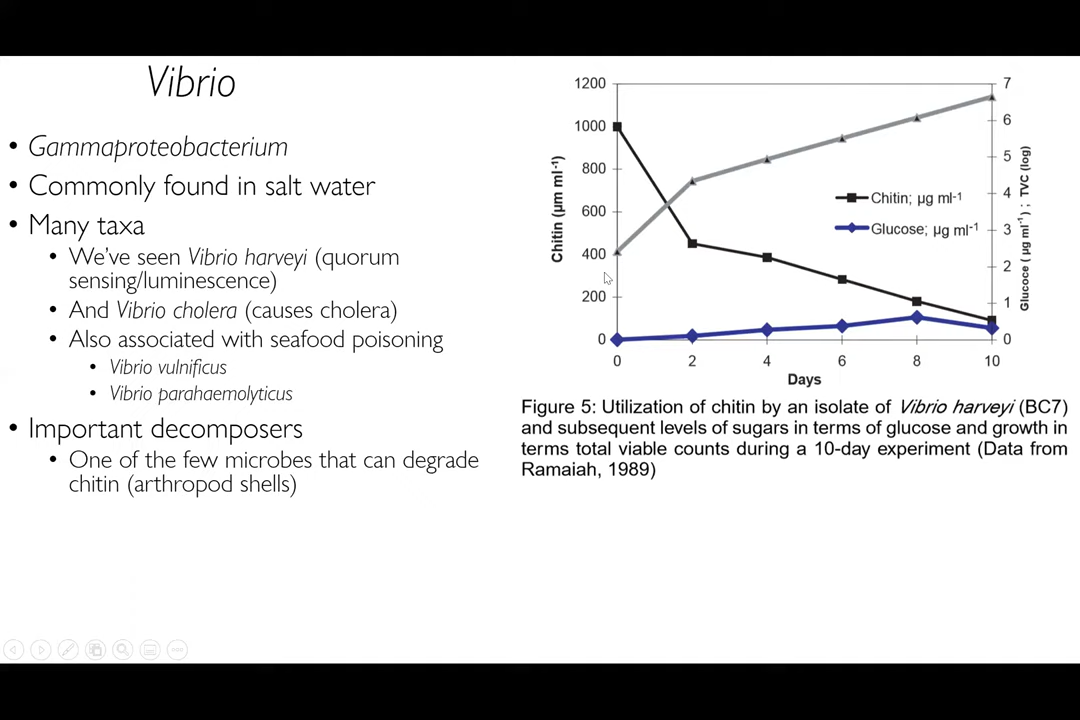 Vibrio
• Gammaproteobacterium
• Commonly found in salt water
• Many taxa
• We've seen Vibrio harveyi (quorum
sensing/luminescence)
• And Vibrio cholera (causes cholera)
• Also associated with seafood poisoning
• Vibrio vulnificus
• Vibrio parahaemolyticus
• Important decomposers
• One of the few microbes that can degrade
chitin (arthropod shells)
Chitin (µm ml-1)
1200
1000
800
600
400
200
0
0 2 4 6 8 10
Days
7
6
5
4
3
2
1
0
Glucoce ( µg ml-1) ; TVC (log)
Chitin; µg ml-1
Glucose; µg ml-1
Figure 5: Utilization of chitin by an isolate of Vibrio harveyi (BC7)
and subsequent levels of sugars in terms of glucose and growth in
terms total viable counts during a 10-day experiment (Data from
Ramaiah, 1989)